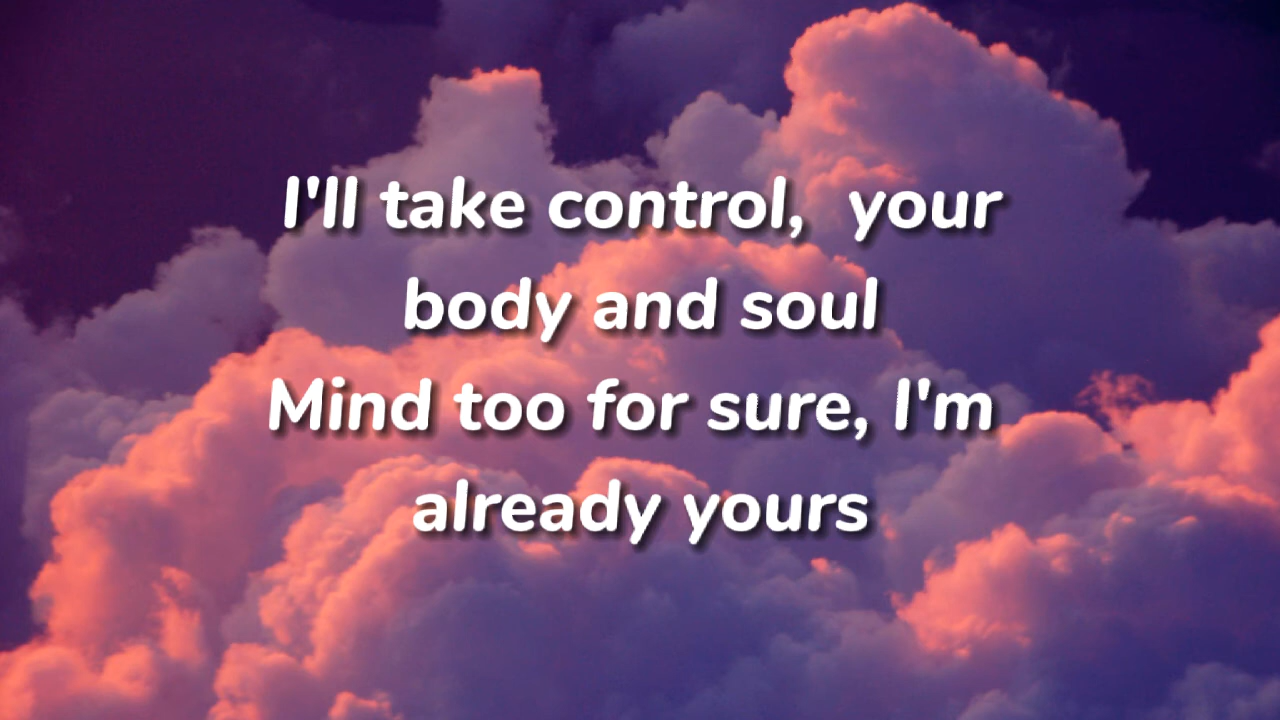 I'll take control,  your
body and soul
Mind too for sure, I'm
already yours